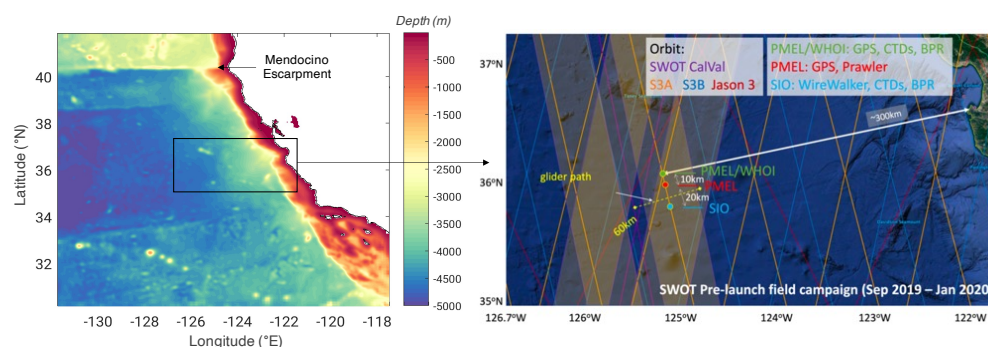 Depth (m)
40
38
36
34
32
Latitude (°N)
-130
-128
-126
-124
-122
-120
-118
Longitude (°E)
Mendocino
Escarpment
-500
-1000
-1500
-2000
-2500
-3000
-3500
-4000
-4500
-5000
37°N
36°N
35°N
Orbit:
SWOT CalVal
S3A S3B Jason 3
PMEL/WHOI: GPS, CTDs, BPR
PMEL: GPS, Prawler
SIO: WireWalker, CTDs, BPR
~300km
glider path
PMEL/WHOI
10km
PMEL
20km
SIO
60km
SWOT Pre-launch field campaign (Sep 2019 – Jan 2020
126.7°W
126°W
125°W
124°W
123°W
122°W